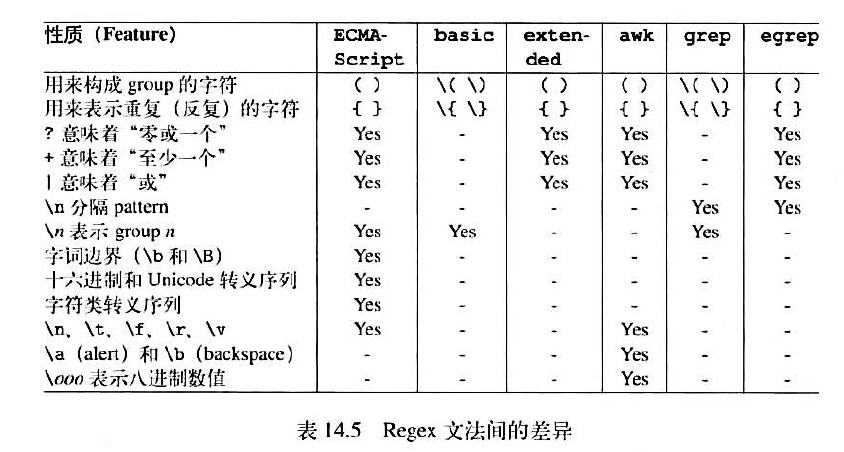 性质（Feature） ECMA- basic exten- awk grep egrep
Script ded
用来构成 group 的字符 ( ) \( \) ( ) ( ) \( \) ( )
用来表示重复（反复）的字符 { } \{ \} { } { } \{ \} { }
? 意味着“零或一个” Yes - Yes Yes - Yes
+ 意味着“至少一个” Yes - Yes Yes - Yes
| 意味着“或” Yes - Yes Yes - Yes
\n 分隔 pattern - - - - Yes Yes
\n 表示 group n Yes Yes - - Yes -
字词边界（\b 和 \B） Yes - - - - -
十六进制和 Unicode 转义序列 Yes - - - - -
字符类转义序列 Yes - - - - -
\n、\t、\f、\r、\v Yes - - Yes - -
\a（alert）和 \b（backspace） - - - Yes - -
\ooo 表示八进制数值 - - - Yes - -
表 14.5 Regex 文法间的差异